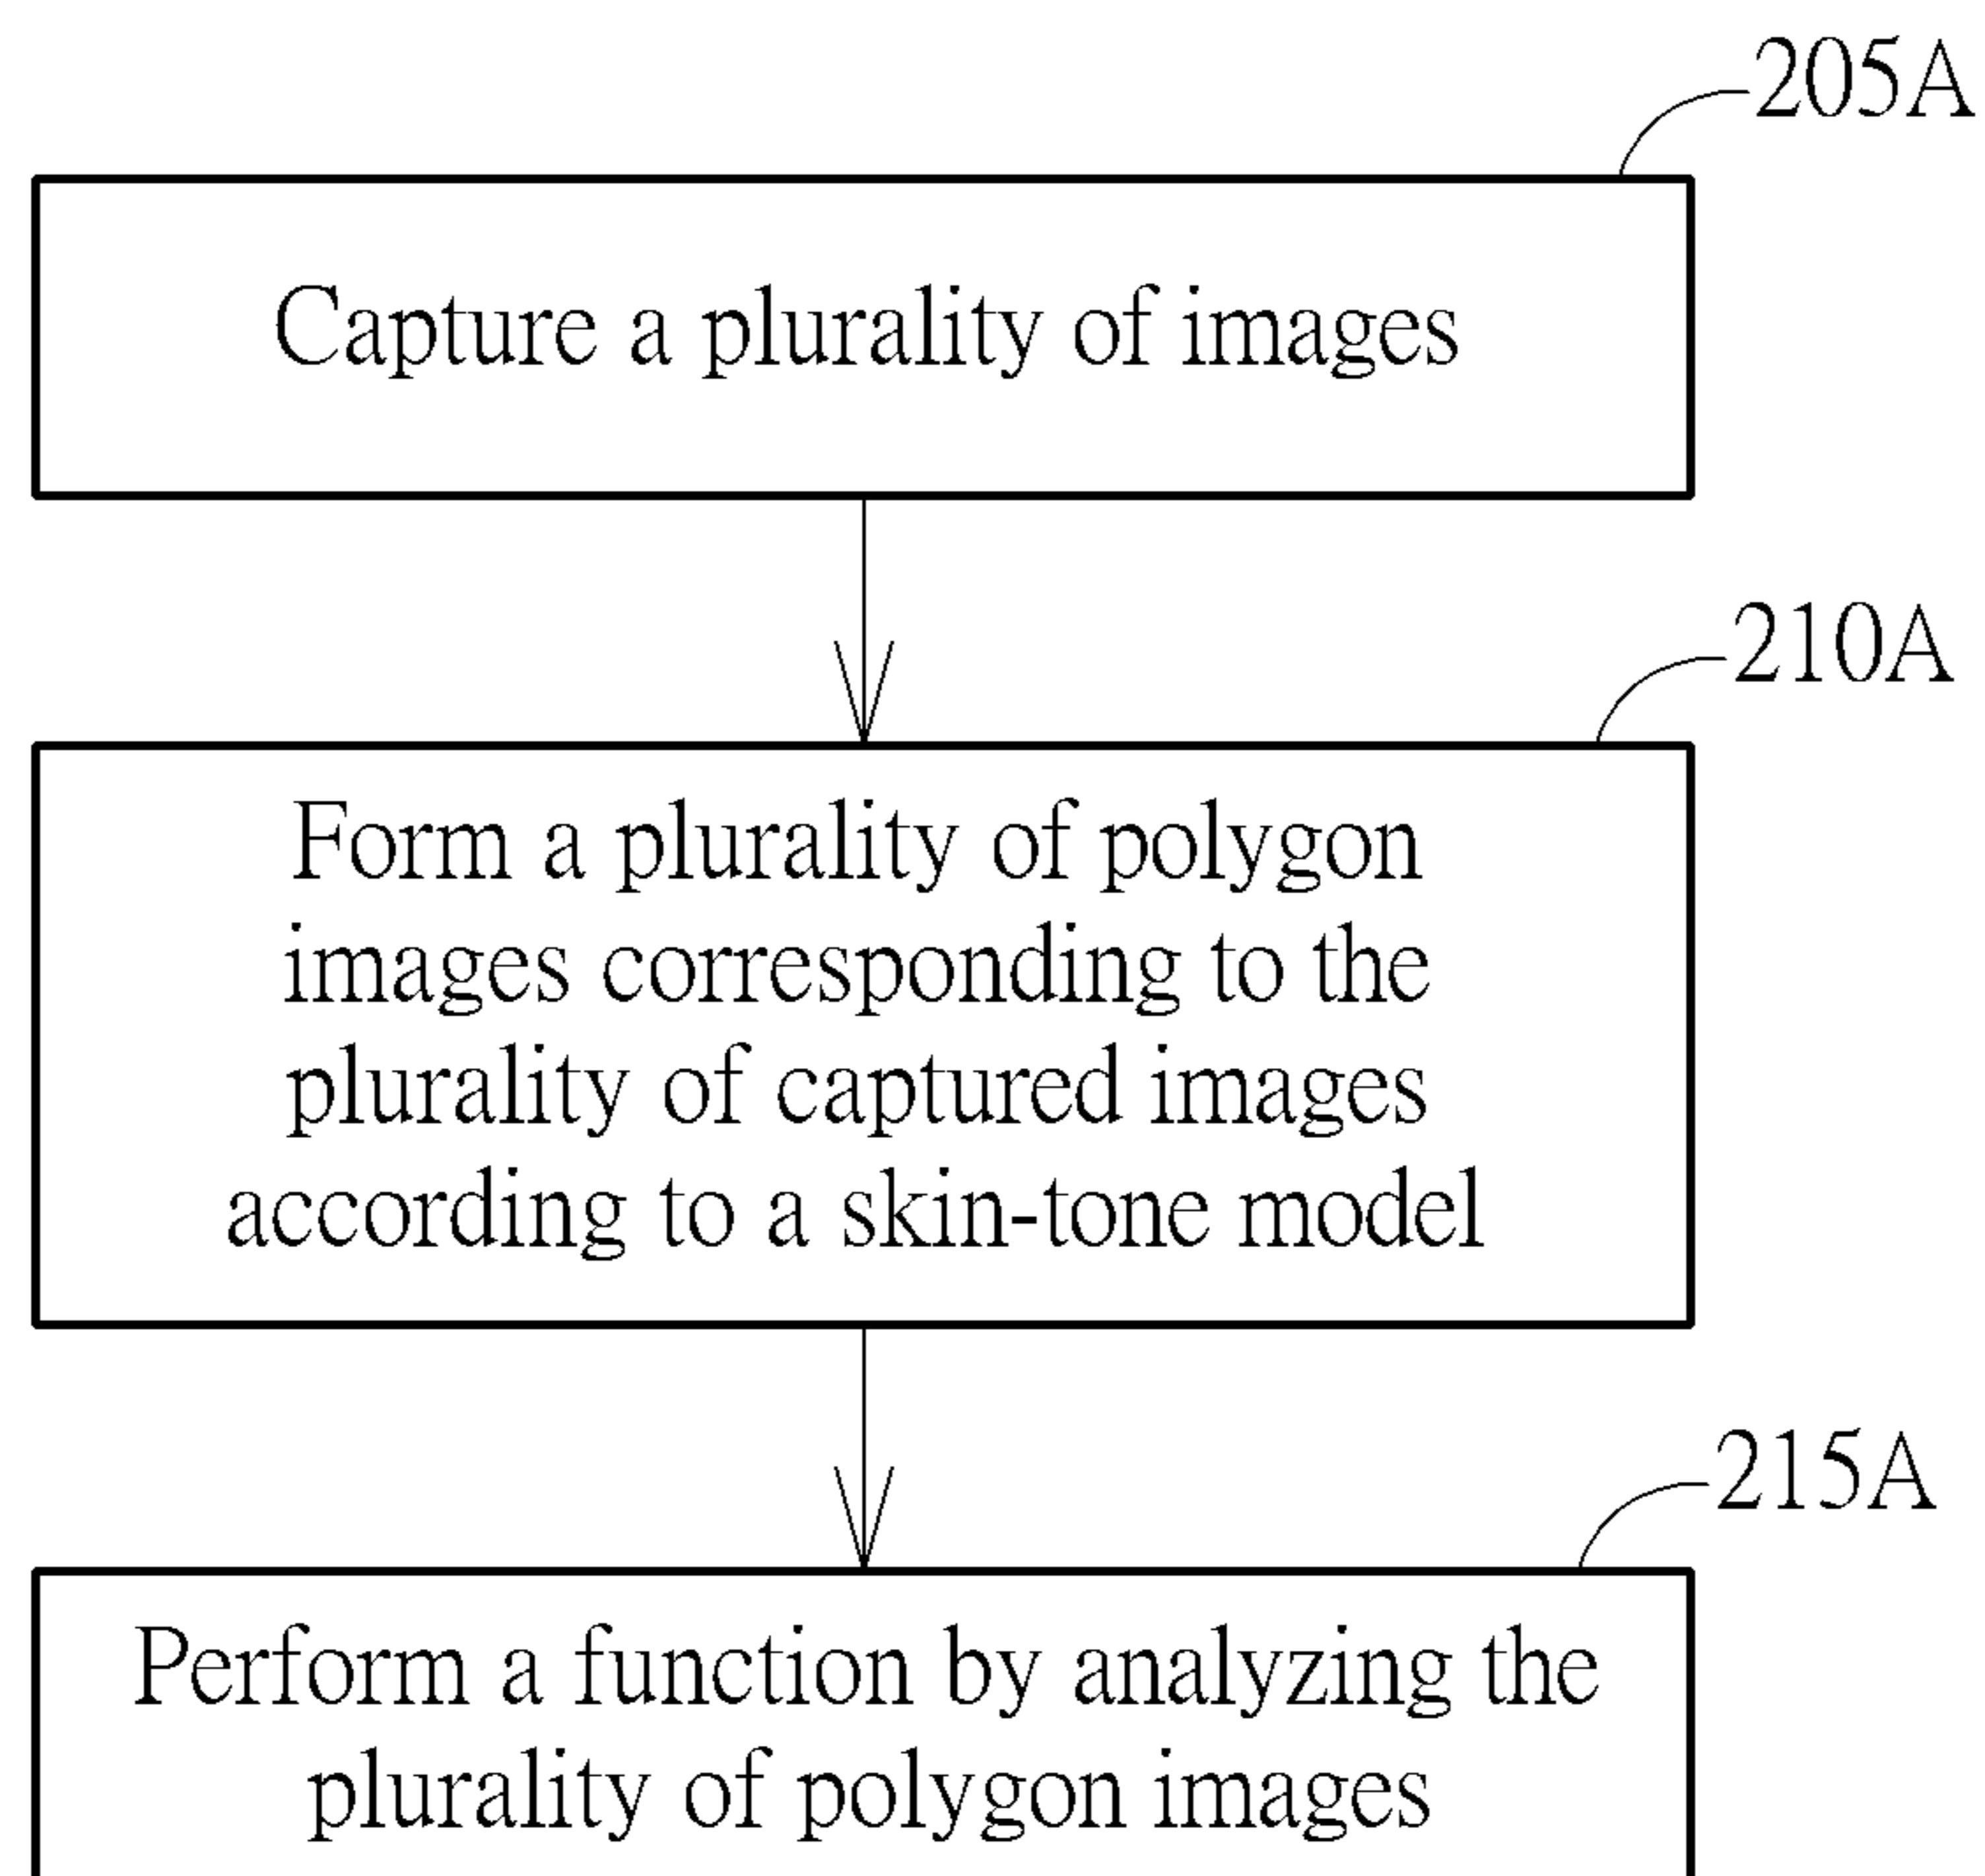 205A
Capture a plurality of images
210A
Form a plurality of polygon
images corresponding to the
plurality of captured images
according to a skin-tone model
215A
Perform a function by analyzing the
plurality of polygon images